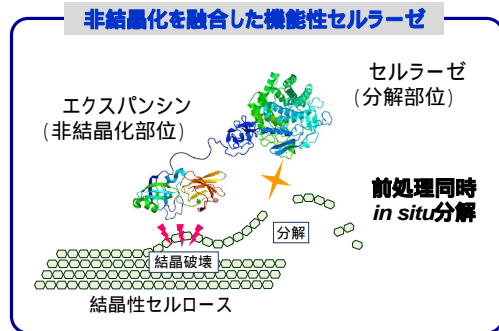 非結晶化を融合した機能性セルラーゼ
セルラーゼ
(分解部位)
エクスパンシン
(非結晶化部位)
前処理同時
in situ分解
分解
結晶破壊
結晶性セルロース